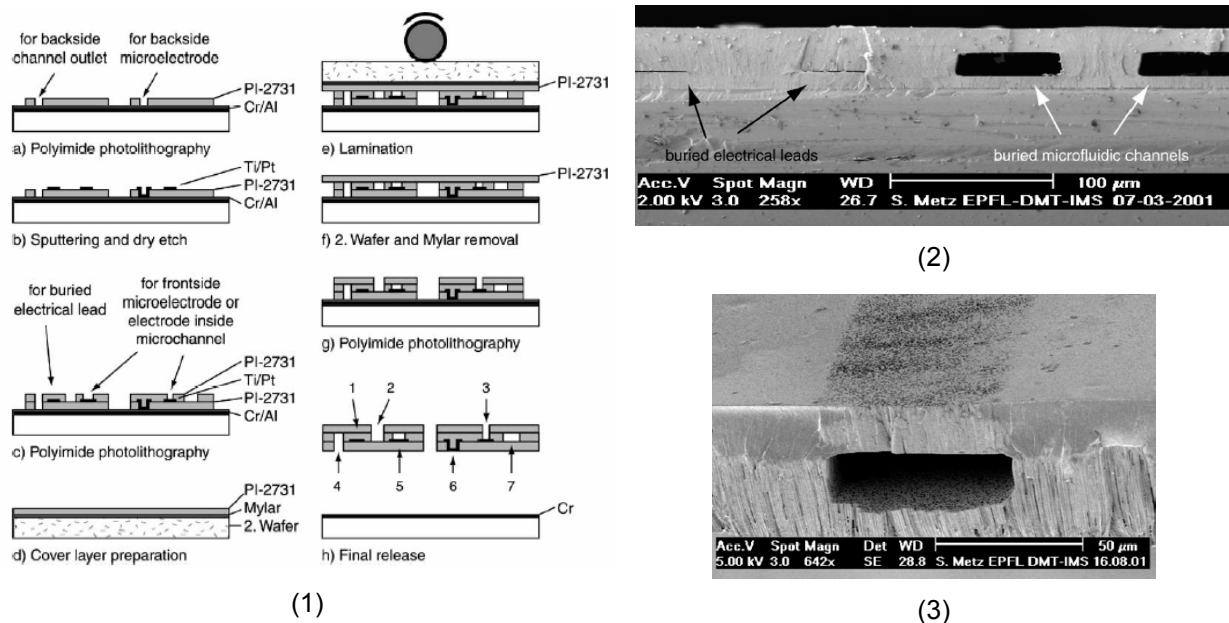 for backside
channel outlet
for backside
microelectrode
PI-2731
Cr/Al
a) Polyimide photolithography
Ti/Pt
PI-2731
Cr/Al
b) Sputtering and dry etch
for buried
electrical lead
for frontside
microelectrode or
electrode inside
microchannel
PI-2731
Ti/Pt
PI-2731
Cr/Al
c) Polyimide photolithography
PI-2731
Mylar
2. Wafer
d) Cover layer preparation
PI-2731
e) Lamination
PI-2731
f) 2. Wafer and Mylar removal
g) Polyimide photolithography
1 2 3
4 5 6 7
Cr
h) Final release
(1)
buried electrical leads
buried microfluidic channels
Acc.V Spot Magn WD 100 µm
2.00 kV 3.0 258x 26.7 S. Metz EPFL-DMT-IMS 07-03-2001
(2)
Acc.V Spot Magn Det WD 50 µm
5.00 kV 3.0 642x SE 28.8 S. Metz EPFL DMT-IMS 16.08.01
(3)